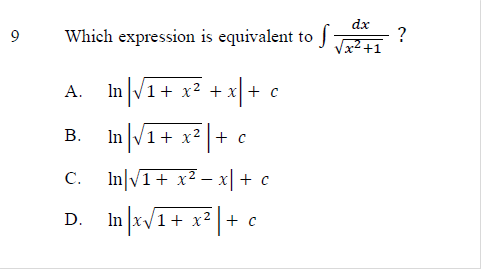 9 Which expression is equivalent to ∫ dx/√x²+1 ?
A. ln|√1 + x² + x| + c
B. ln|√1 + x²| + c
C. ln|√1 + x² − x| + c
D. ln|x√1 + x²| + c